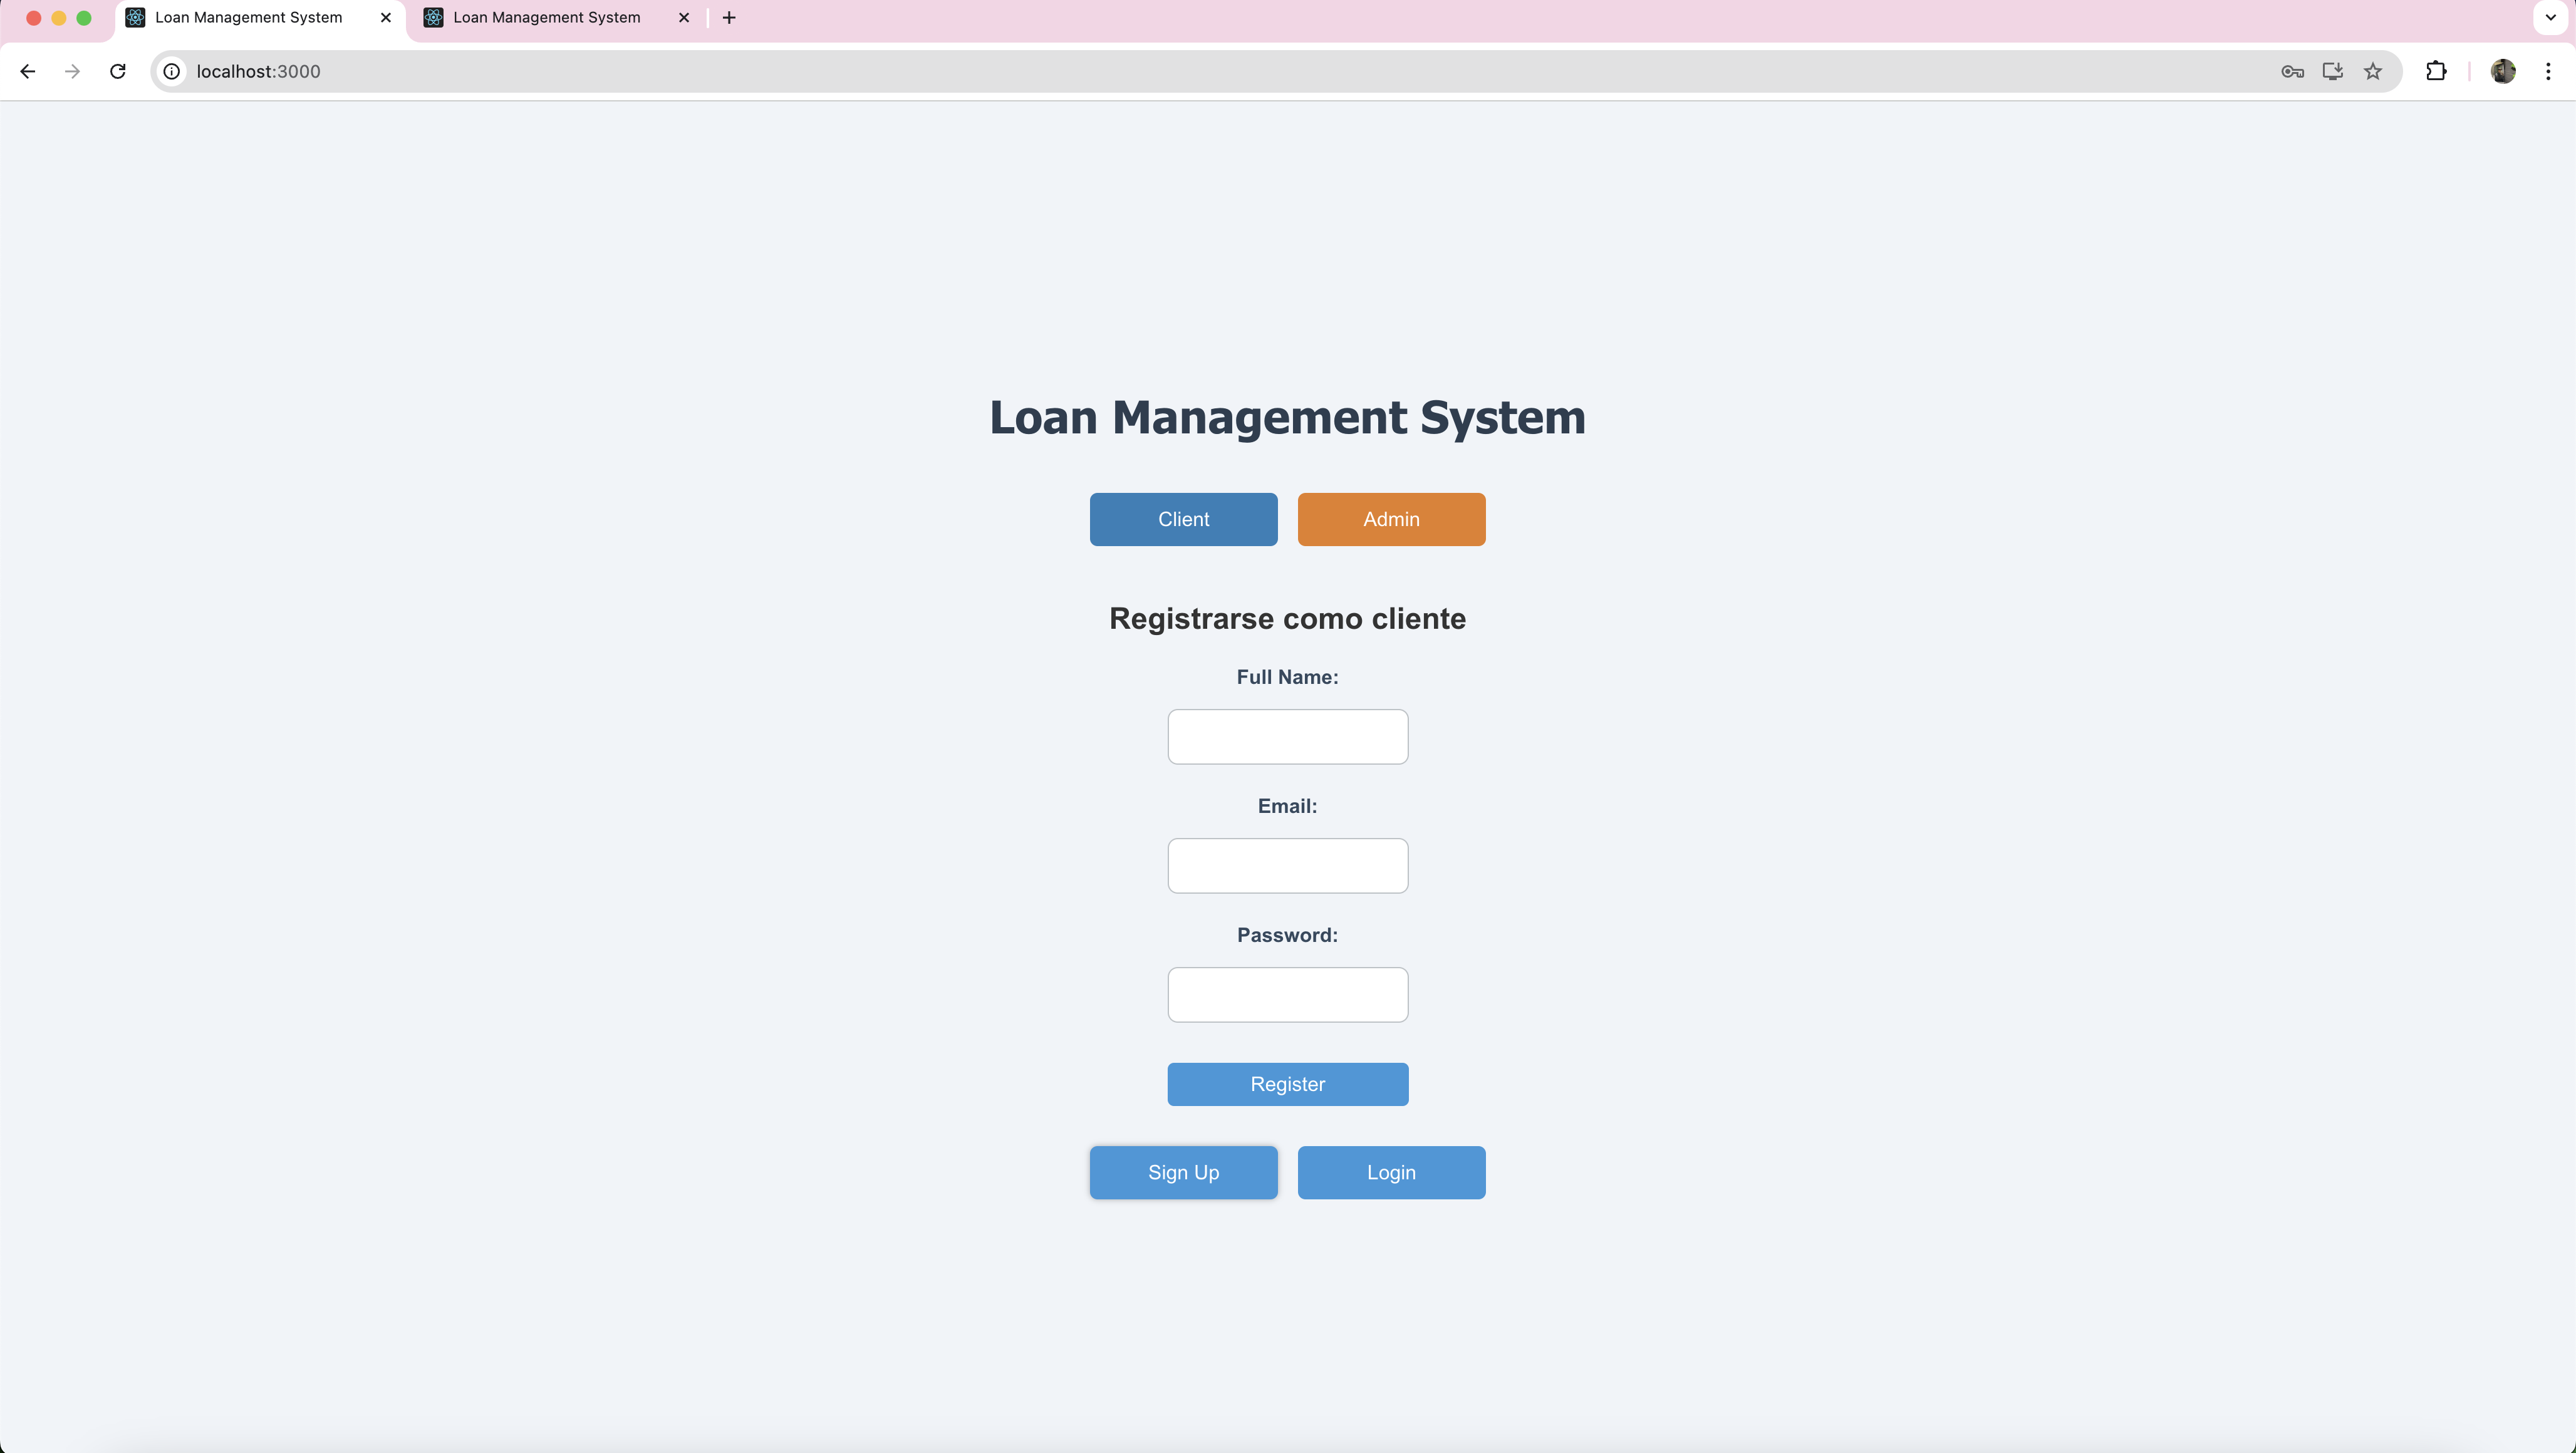 Loan Management System
Loan Management System
localhost:3000
Loan Management System
Client
Admin
Registrarse como cliente
Full Name:
Email:
Password:
Register
Sign Up
Login